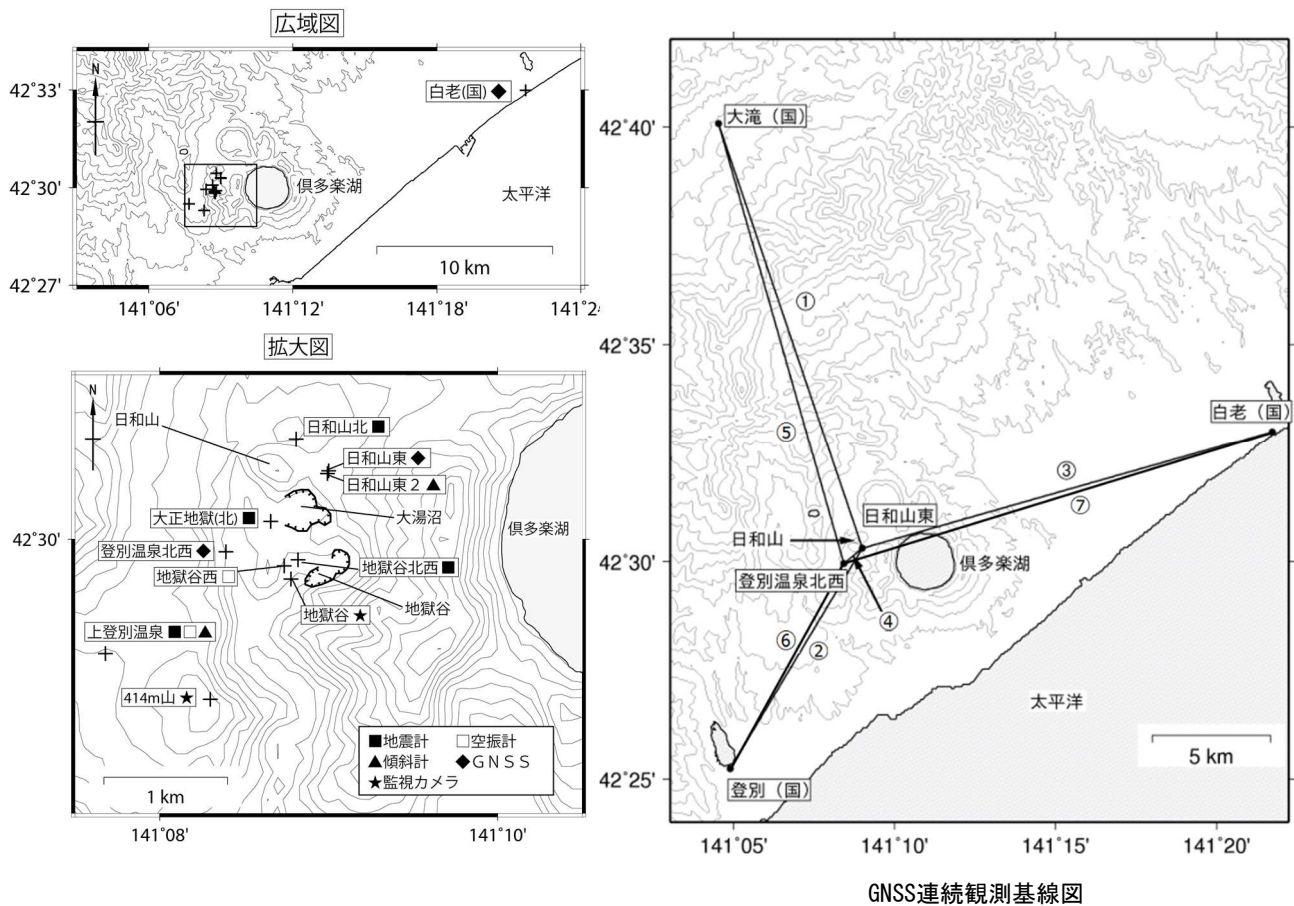 広域図
N
42°33'
42°30'
42°27'
白老(国)◆
倶多楽湖
太平洋
10 km
141°06'
141°12'
141°18'
141°24
拡大図
N
日和山
日和山北■
日和山東◆
日和山東２▲
大正地獄(北)■
大湯沼
倶多楽湖
42°30'
登別温泉北西◆
地獄谷西□
地獄谷北西■
地獄谷★
地獄谷
上登別温泉■□▲
414m山★
■地震計 □空振計
▲傾斜計 ◆ＧＮＳＳ
★監視カメラ
1 km
141°08'
141°10'
42°40'
42°35'
42°30'
42°25'
大滝（国）
①
⑤
白老（国）
③
⑦
日和山東
日和山
登別温泉北西
倶多楽湖
④
⑥
②
太平洋
5 km
登別（国）
141°05'
141°10'
141°15'
141°20'
GNSS連続観測基線図